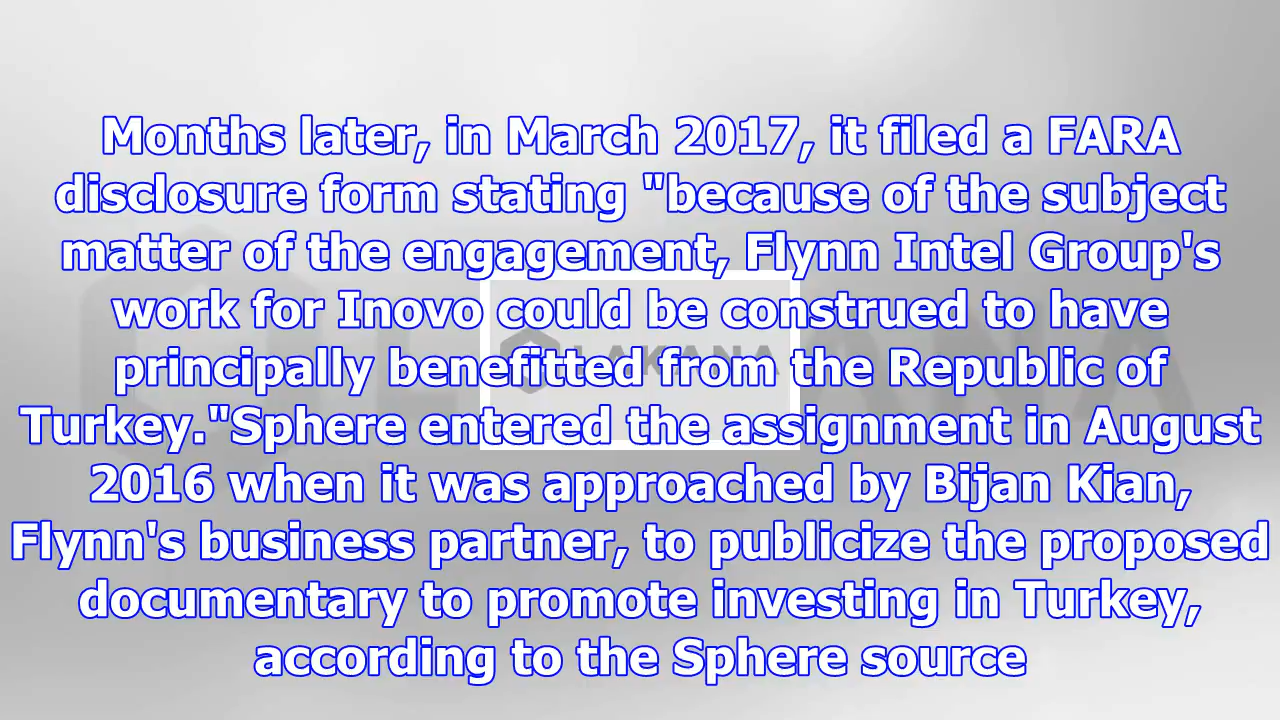 Months later, in March 2017, it filed a FARA
disclosure form stating "because of the subject
matter of the engagement, Flynn Intel Group's
work for Inovo could be construed to have
principally benefitted from the Republic of
Turkey."Sphere entered the assignment in August
2016 when it was approached by Bijan Kian,
Flynn's business partner, to publicize the proposed
documentary to promote investing in Turkey,
according to the Sphere source
LAKANA